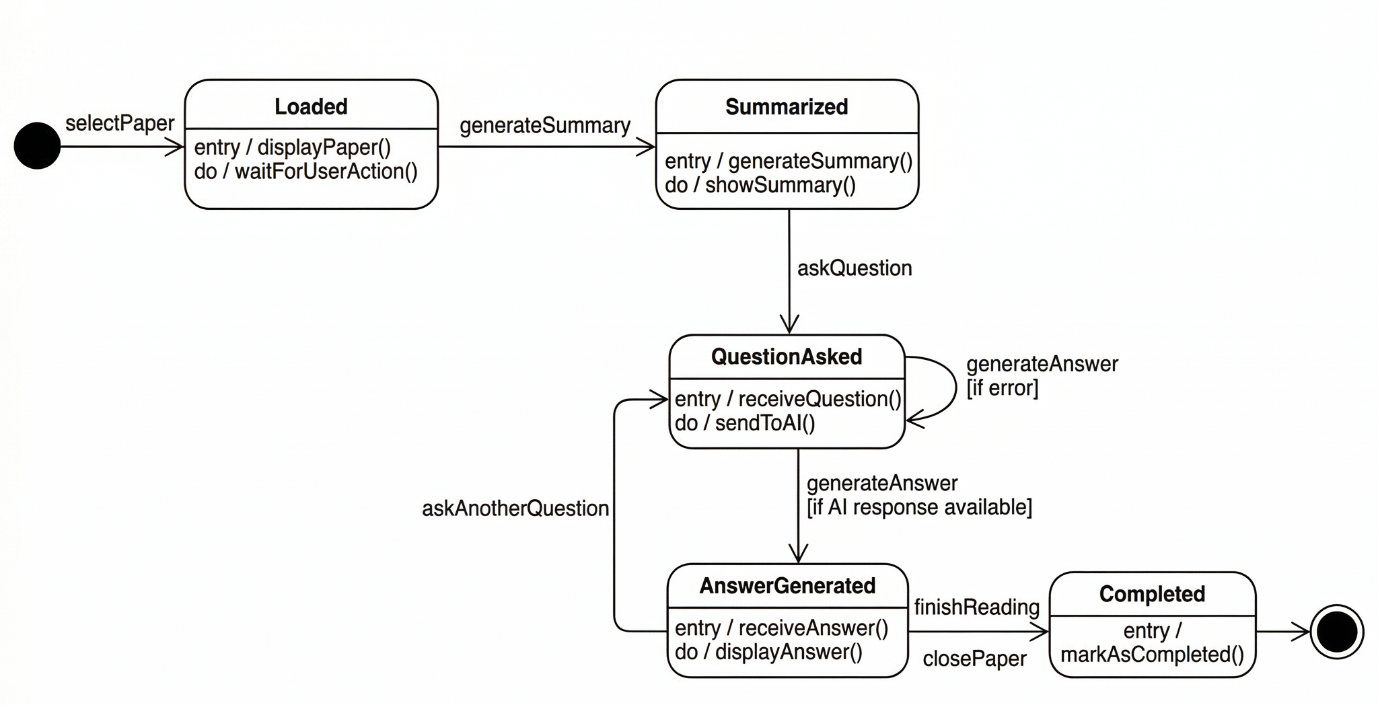 selectPaper
Loaded
entry / displayPaper()
do / waitForUserAction()
generateSummary
Summarized
entry / generateSummary()
do / showSummary()
askQuestion
QuestionAsked
entry / receiveQuestion()
do / sendToAI()
generateAnswer
[if error]
generateAnswer
[if AI response available]
askAnotherQuestion
AnswerGenerated
entry / receiveAnswer()
do / displayAnswer()
finishReading
closePaper
Completed
entry /
markAsCompleted()